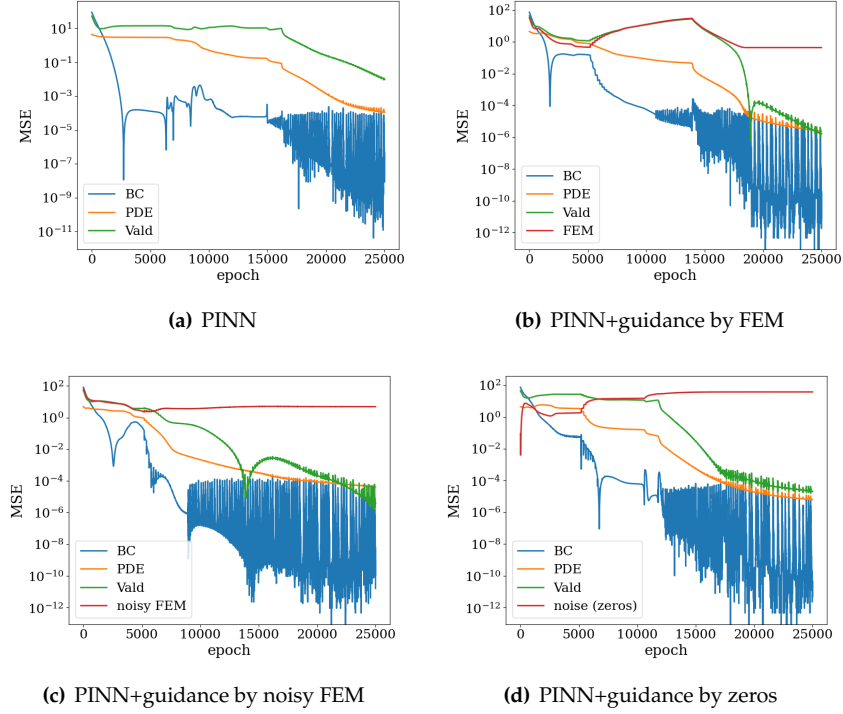 10^1
10^-1
10^-3
MSE
10^-5
10^-7
10^-9
10^-11
BC
PDE
Vald
0 5000 10000 15000 20000 25000
epoch
(a) PINN
10^2
10^0
10^-2
10^-4
MSE
10^-6
10^-8
10^-10
10^-12
BC
PDE
Vald
FEM
0 5000 10000 15000 20000 25000
epoch
(b) PINN+guidance by FEM
10^2
10^0
10^-2
10^-4
MSE
10^-6
10^-8
10^-10
10^-12
BC
PDE
Vald
noisy FEM
0 5000 10000 15000 20000 25000
epoch
(c) PINN+guidance by noisy FEM
10^2
10^0
10^-2
10^-4
MSE
10^-6
10^-8
10^-10
10^-12
BC
PDE
Vald
noise (zeros)
0 5000 10000 15000 20000 25000
epoch
(d) PINN+guidance by zeros